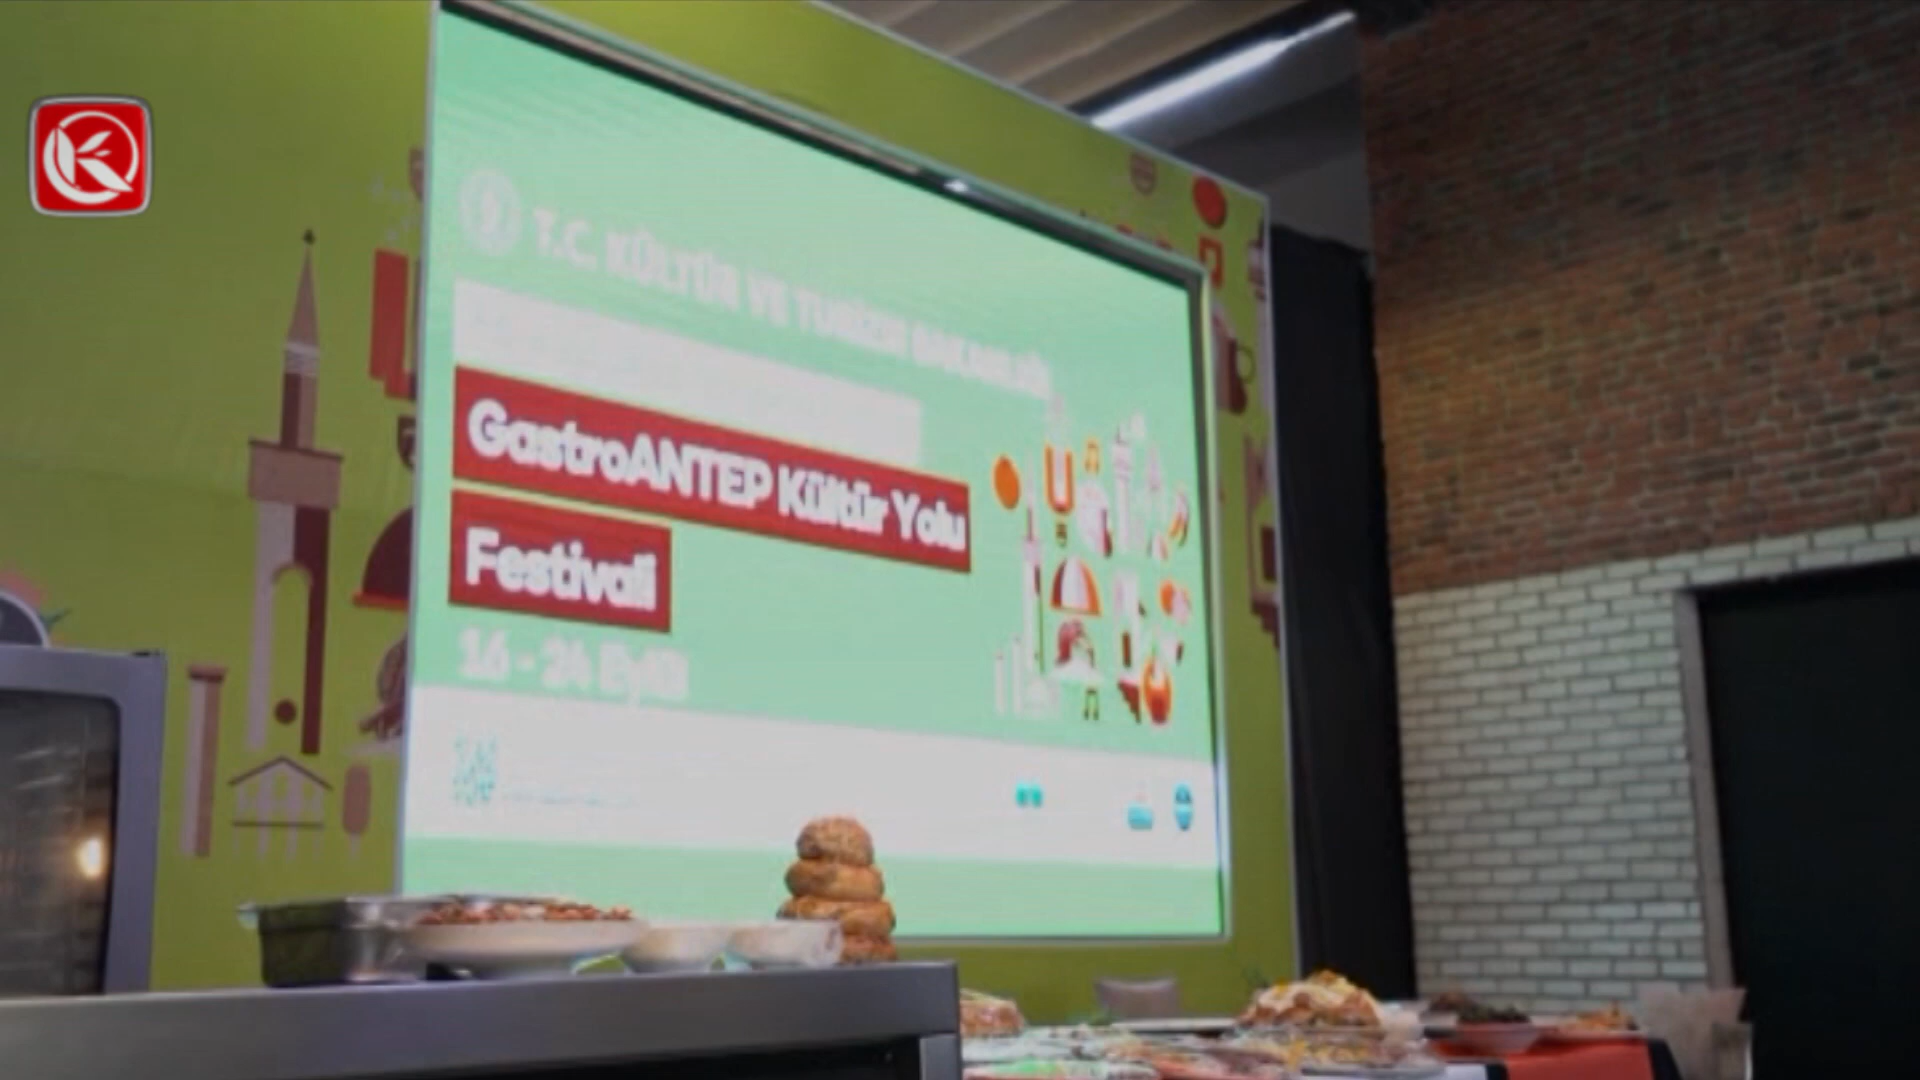 T.C. KÜLTÜR VE TURİZM BAKANLIĞI
GastroANTEP Kültür Yolu
Festivali
16 - 24 Eylül